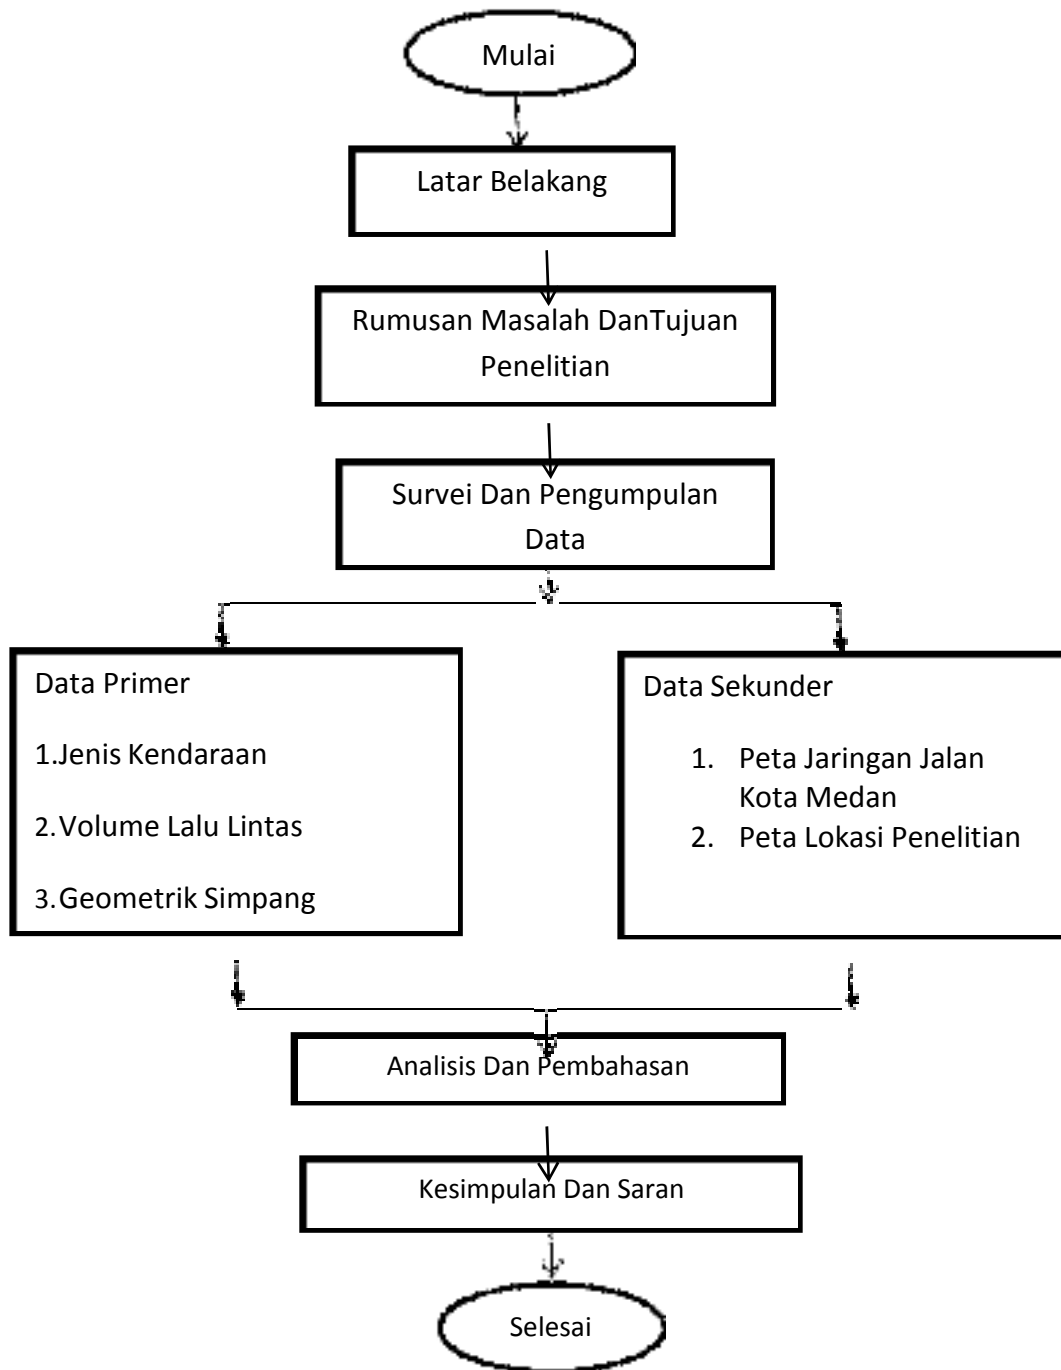 Mulai
Latar Belakang
Rumusan Masalah DanTujuan
Penelitian
Survei Dan Pengumpulan
Data
Data Primer
1.Jenis Kendaraan
2.Volume Lalu Lintas
3.Geometrik Simpang
Data Sekunder
1. Peta Jaringan Jalan
Kota Medan
2. Peta Lokasi Penelitian
Analisis Dan Pembahasan
Kesimpulan Dan Saran
Selesai